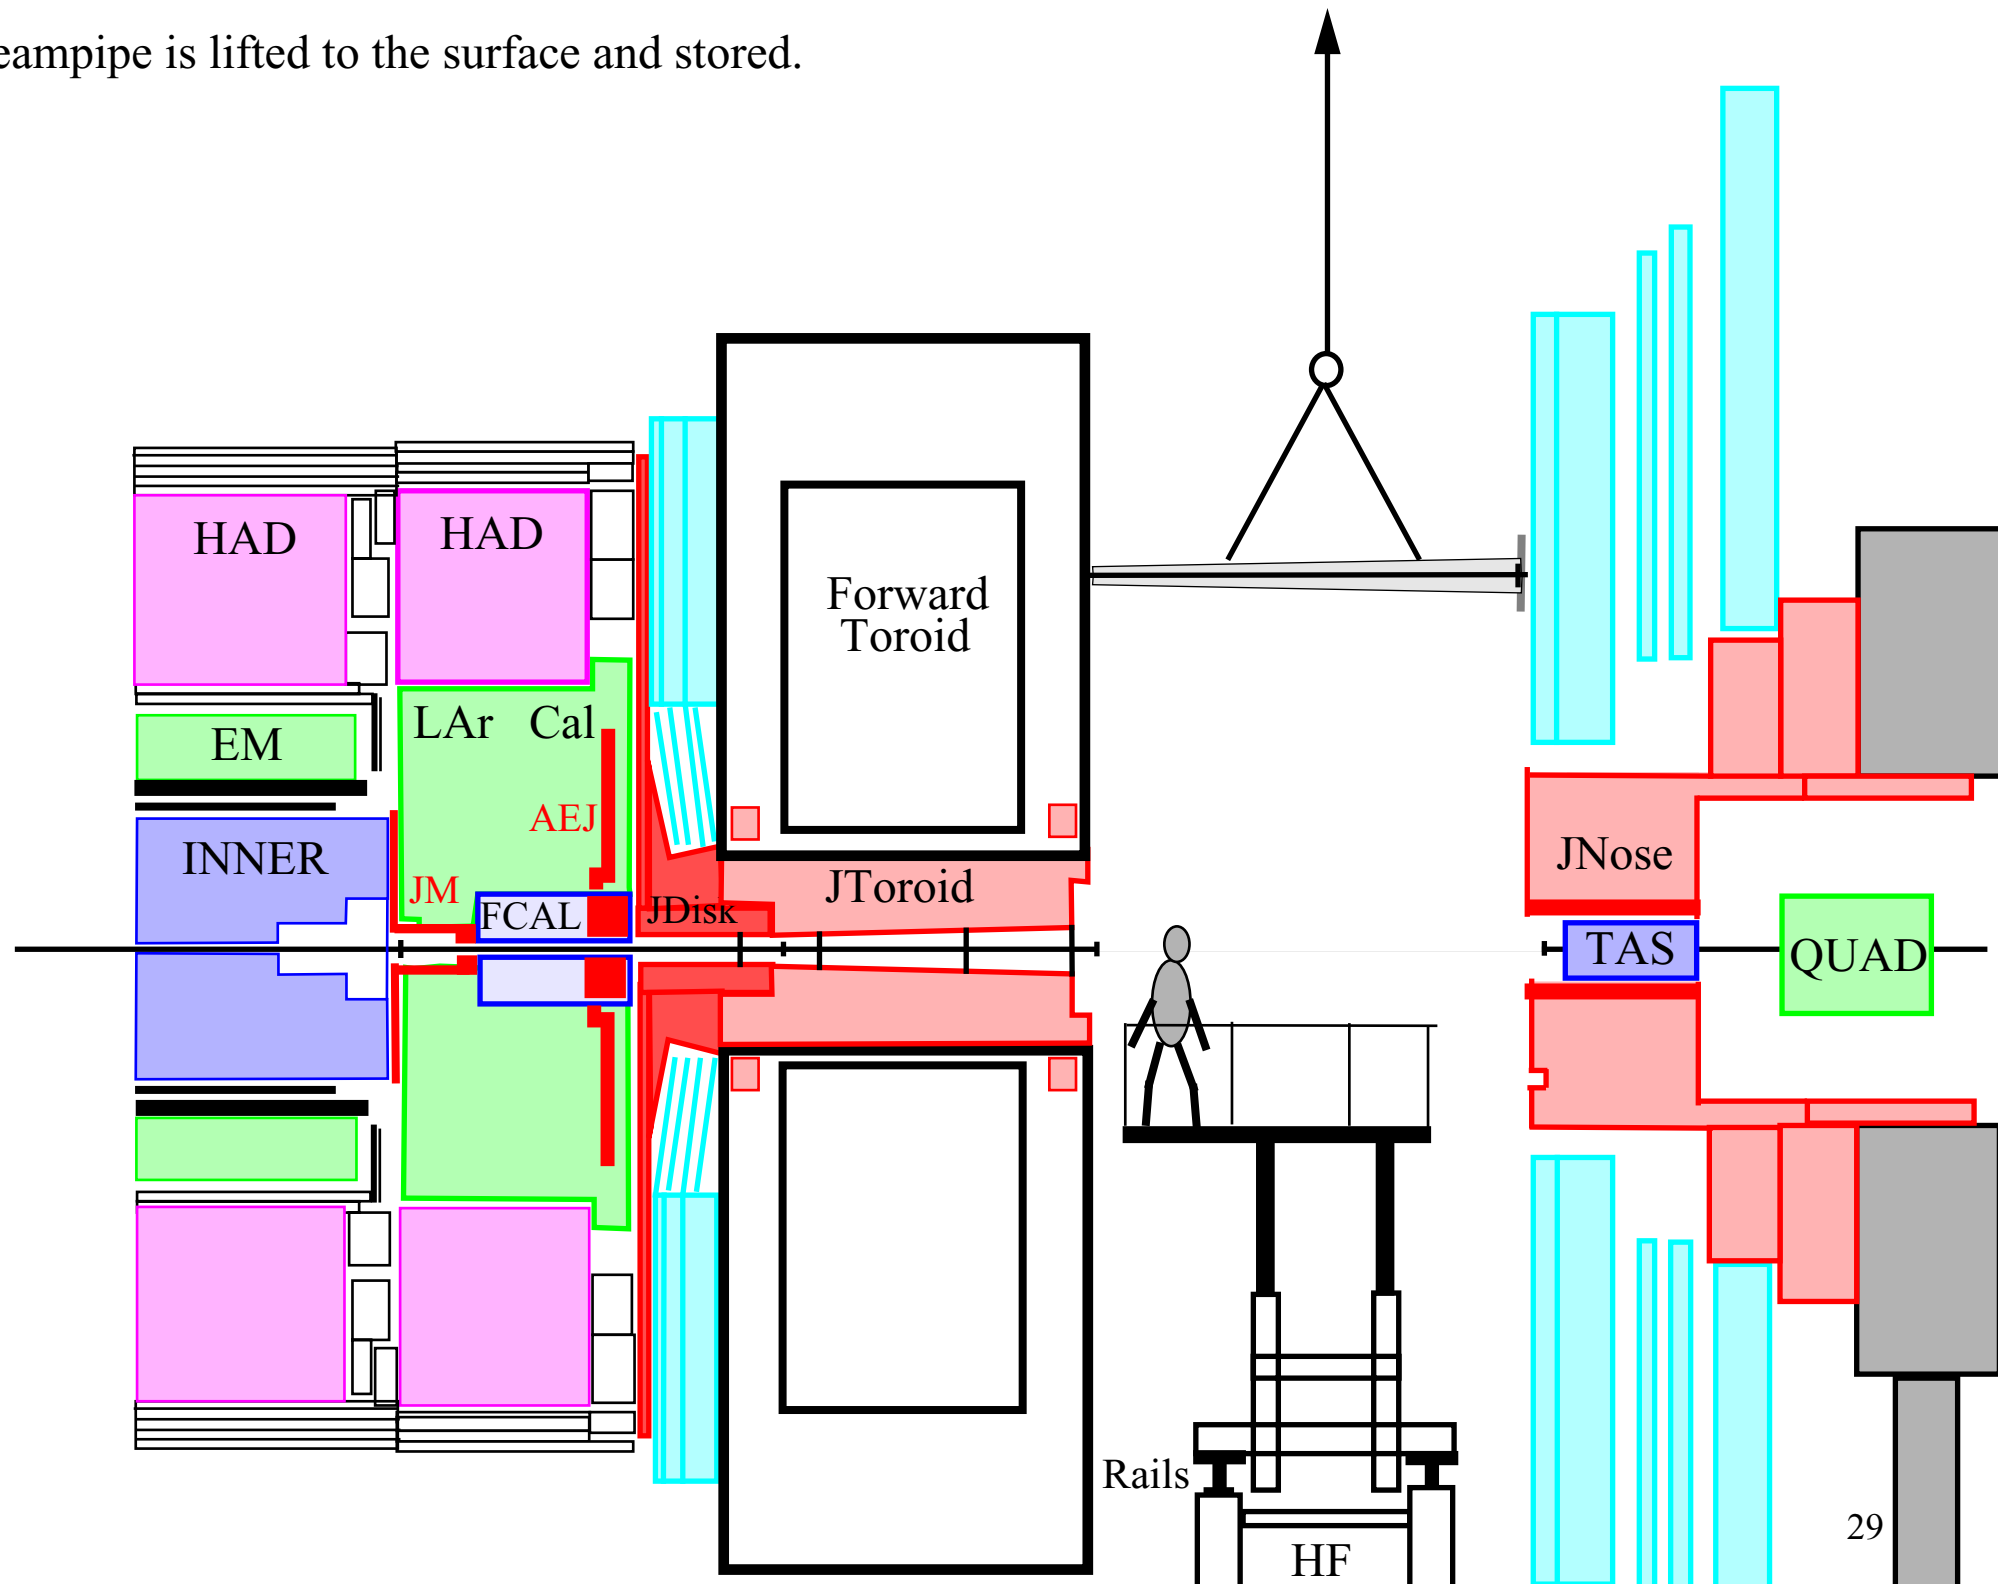 eampipe is lifted to the surface and stored.
HAD
HAD
Forward
Toroid
LAr Cal
EM
AEJ
INNER
JM
FCAL
JDisk
JToroid
JNose
TAS
QUAD
Rails
HF
29